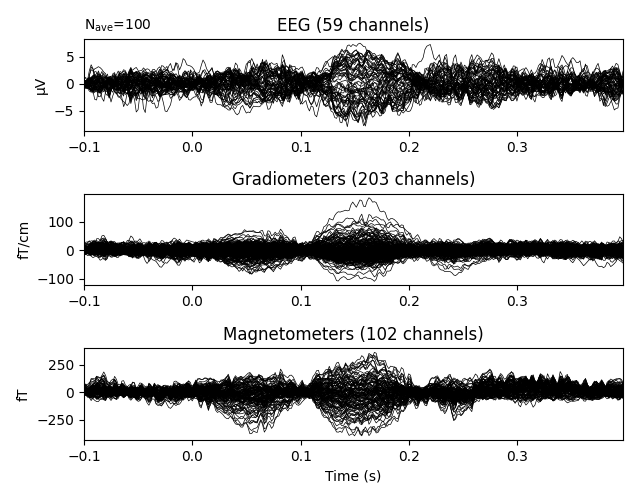 N_ave=100
EEG (59 channels)
µV
5
0
−5
−0.1 0.0 0.1 0.2 0.3
Gradiometers (203 channels)
fT/cm
100
0
−100
−0.1 0.0 0.1 0.2 0.3
Magnetometers (102 channels)
fT
250
0
−250
−0.1 0.0 0.1 0.2 0.3
Time (s)